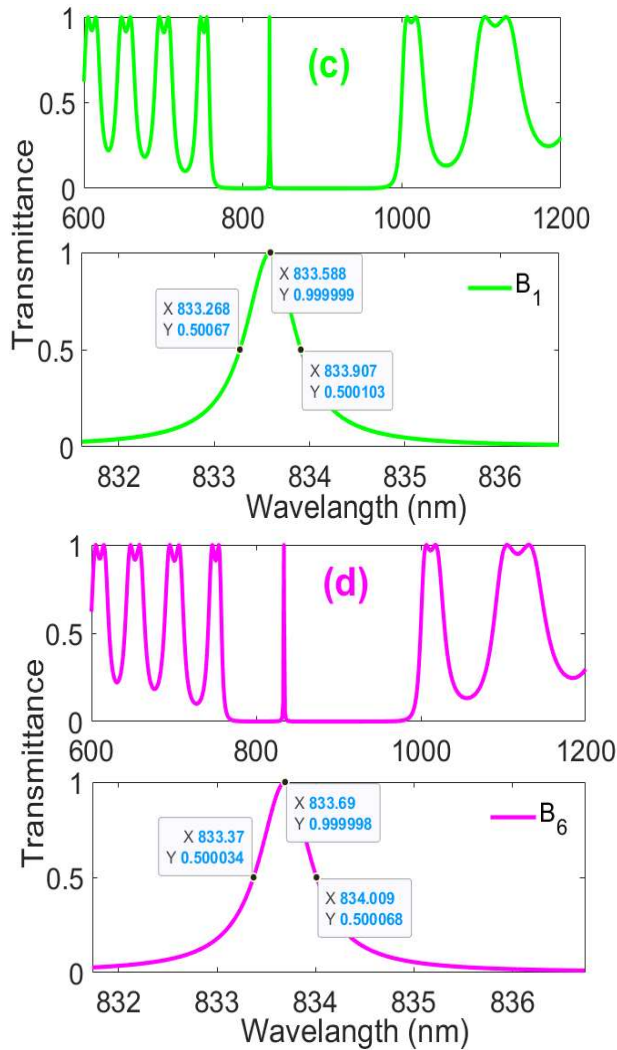 1
(c)
0.5
0
600 800 1000 1200
Transmittance
1
X 833.588
Y 0.999999
B1
X 833.268
Y 0.50067
0.5
X 833.907
Y 0.500103
0
832 833 834 835 836
Wavelangth (nm)
1
(d)
0.5
0
600 800 1000 1200
Transmittance
1
X 833.69
Y 0.999998
B6
X 833.37
Y 0.500034
0.5
X 834.009
Y 0.500068
0
832 833 834 835 836
Wavelength (nm)